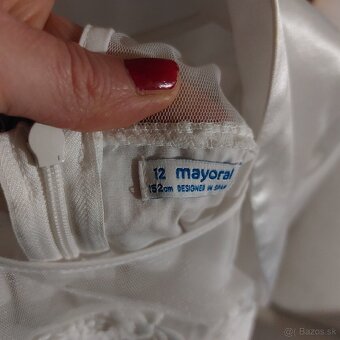 12 mayoral
152cm DESIGNED IN SPAIN
© Bazos.sk